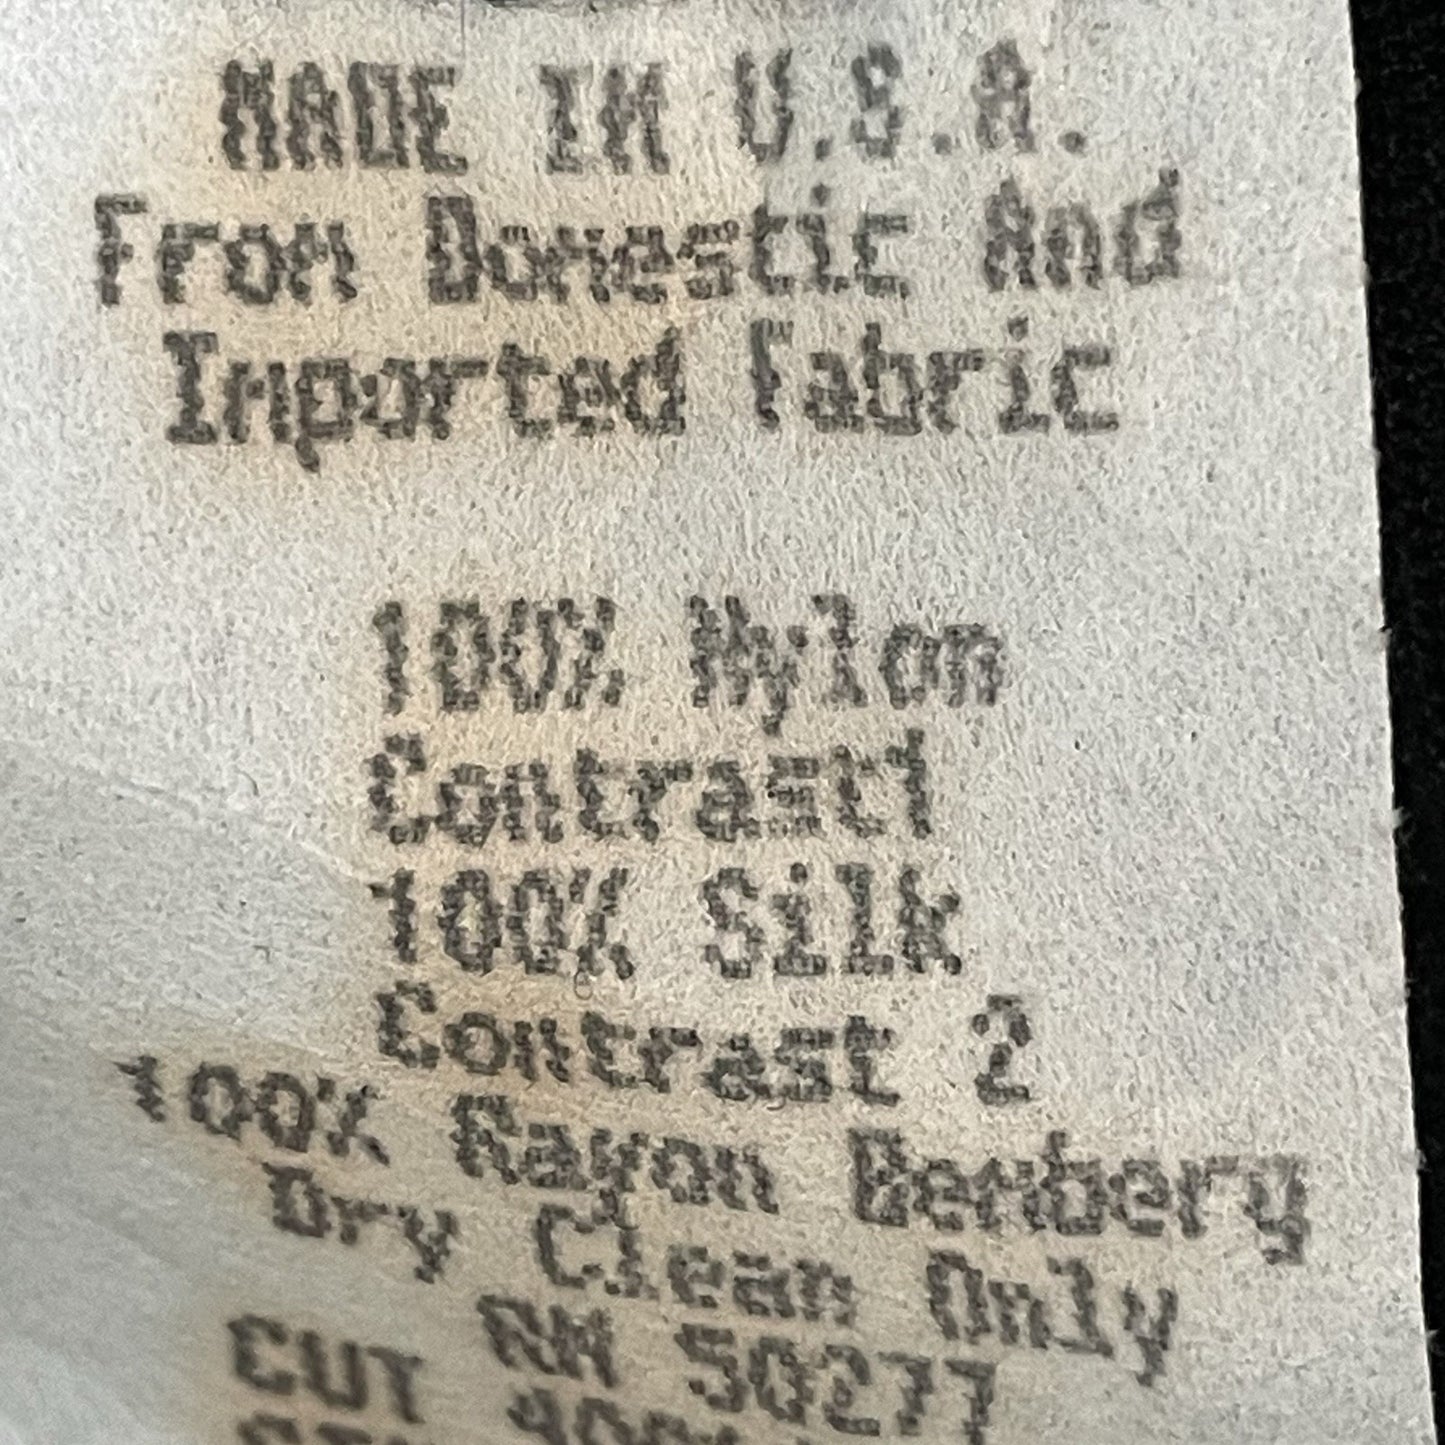 MADE IN U.S.A.
From Domestic And
Imported Fabric
100% Nylon
Contrast1
100% Silk
Contrast 2
100% Rayon Bemberg
Dry Clean Only
RN 50277
CUT